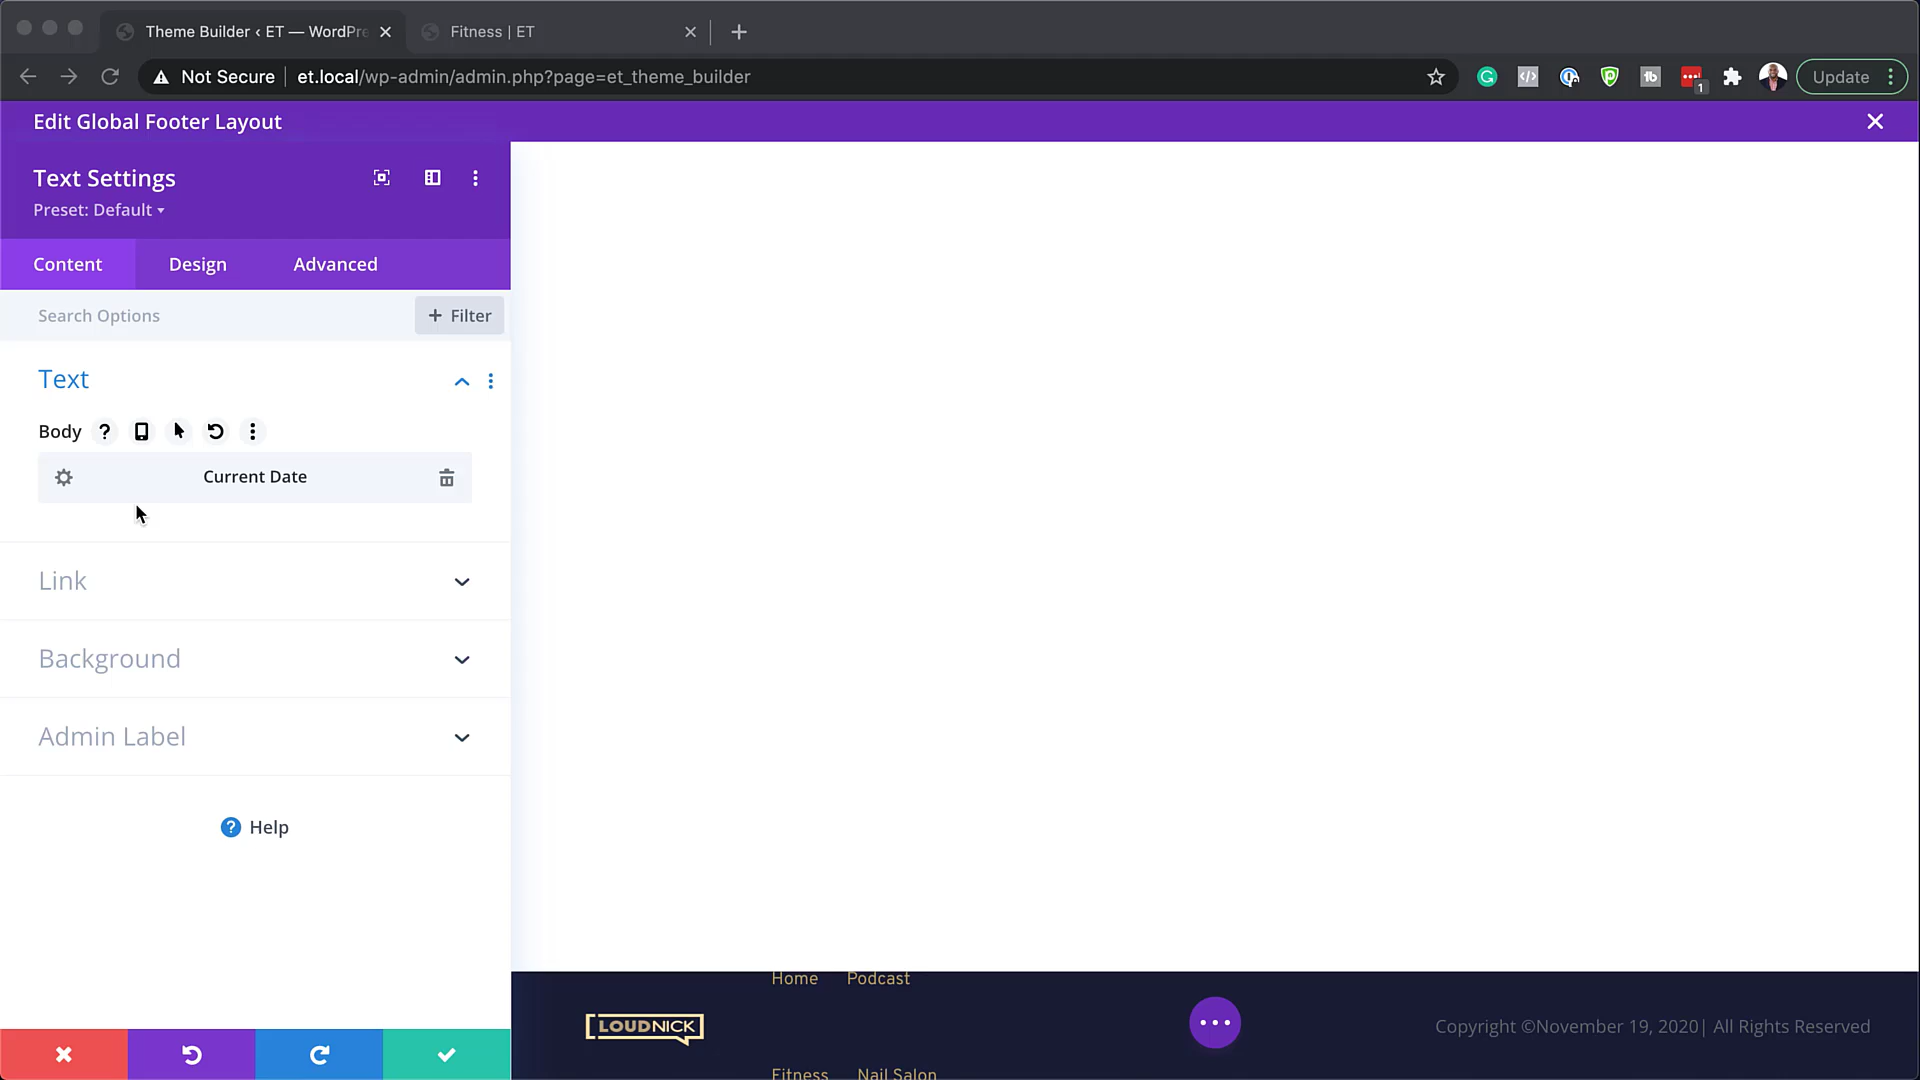 Theme Builder ‹ ET — WordPre
Fitness | ET
Not Secure
et.local/wp-admin/admin.php?page=et_theme_builder
1
Update
Edit Global Footer Layout
Text Settings
Preset: Default
Content
Design
Advanced
Search Options
+ Filter
Text
Body
Current Date
Link
Background
Admin Label
Help
Home
Podcast
LOUDNICK
Copyright ©November 19, 2020| All Rights Reserved
Fitness
Nail Salon